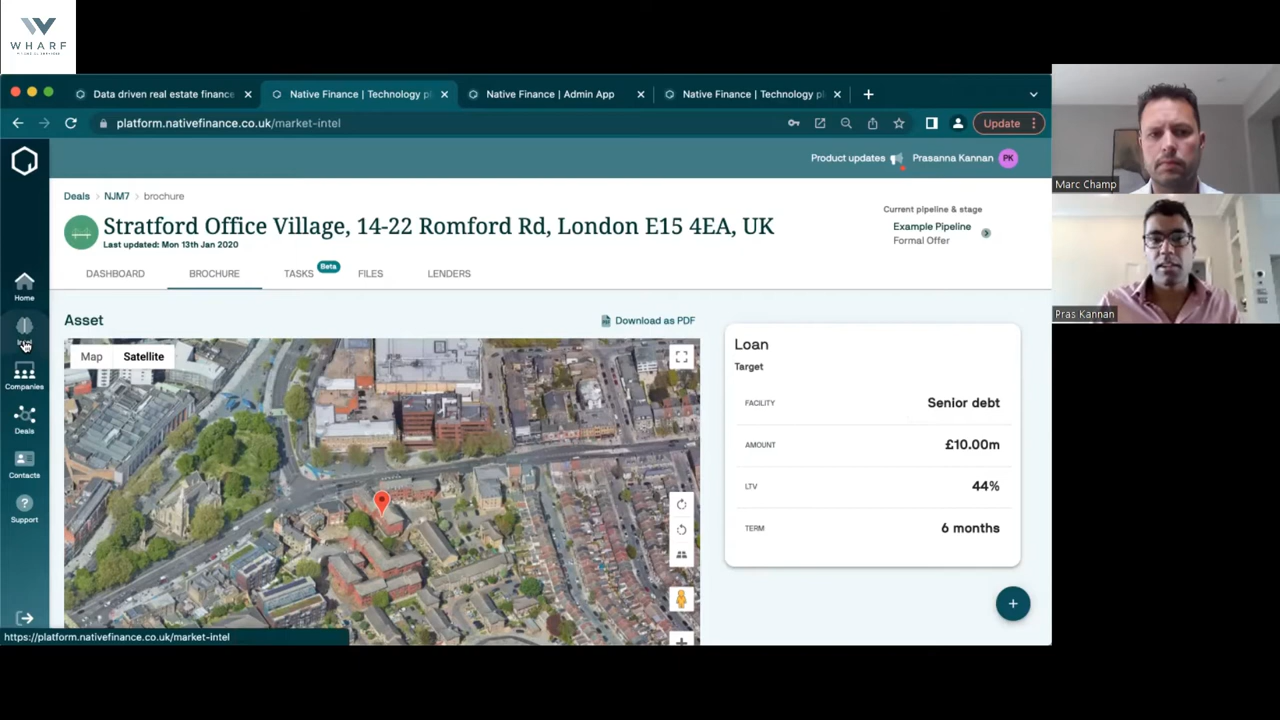 WHARF
Data driven real estate finance
Native Finance | Technology pl
Native Finance | Admin App
Native Finance | Technology pl
platform.nativefinance.co.uk/market-intel
Update
Product updates
Prasanna Kannan
PK
Deals > NJM7 > brochure
Stratford Office Village, 14-22 Romford Rd, London E15 4EA, UK
Last updated: Mon 13th Jan 2020
Current pipeline & stage
Example Pipeline
Formal Offer
DASHBOARD
BROCHURE
TASKS
Beta
FILES
LENDERS
Home
Intel
Companies
Deals
Contacts
?
Support
Asset
Download as PDF
Map
Satellite
Loan
Target
FACILITY
Senior debt
AMOUNT
£10.00m
LTV
44%
TERM
6 months
https://platform.nativefinance.co.uk/market-intel
Marc Champ
Pras Kannan